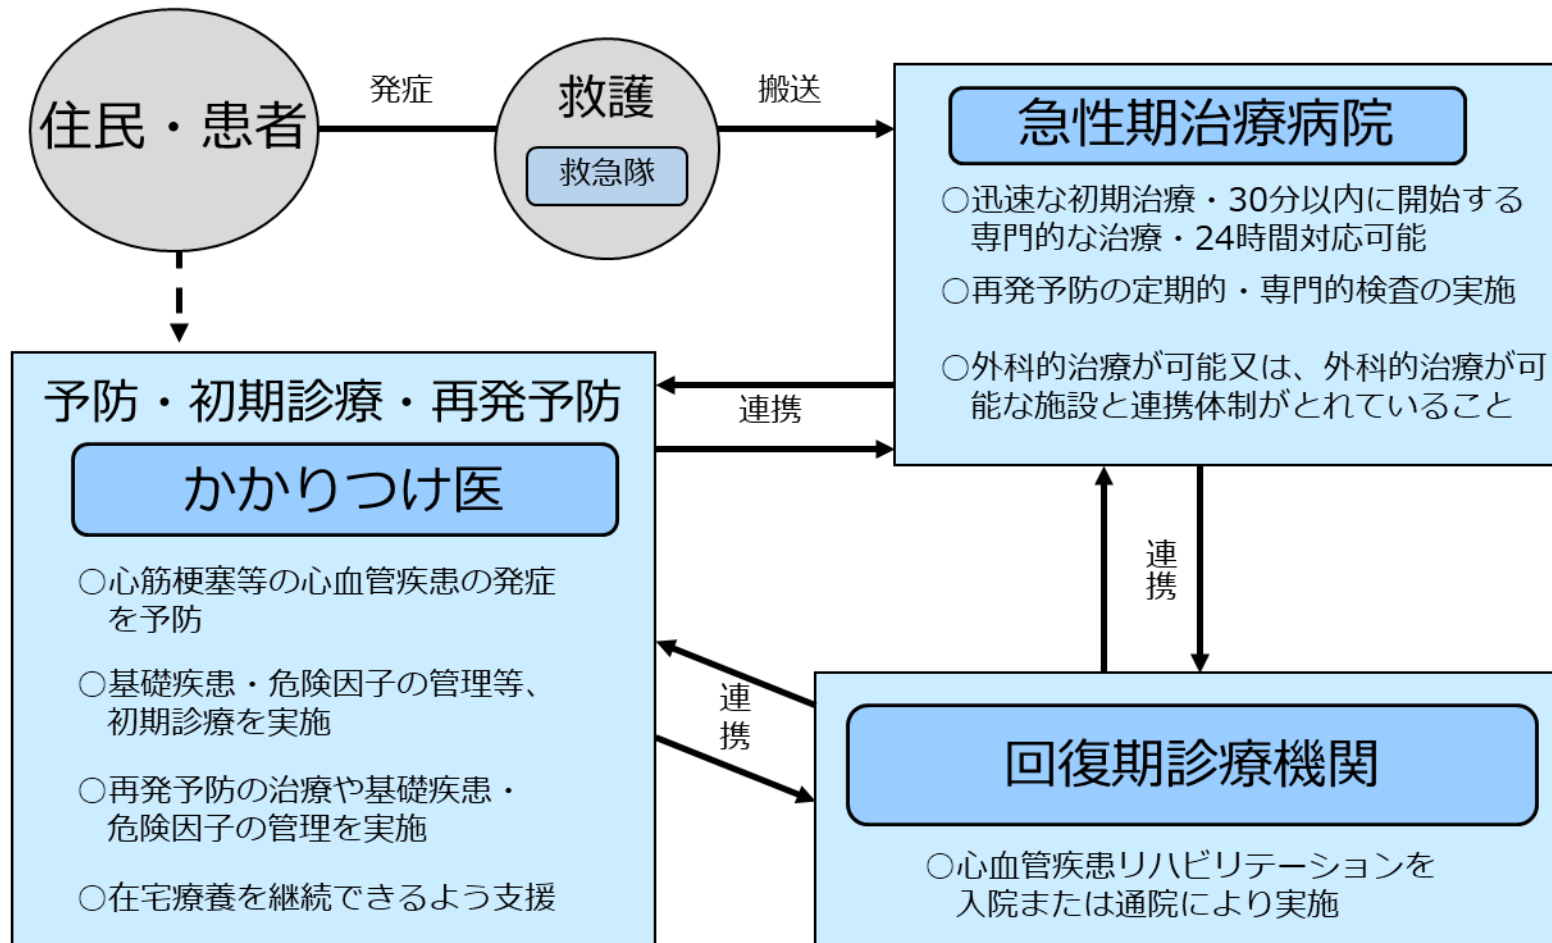 住民・患者
発症
救護
救急隊
搬送
急性期治療病院
○迅速な初期治療・30分以内に開始する
専門的な治療・24時間対応可能
○再発予防の定期的・専門的検査の実施
○外科的治療が可能又は、外科的治療が可
能な施設と連携体制がとれていること
連携
予防・初期診療・再発予防
かかりつけ医
○心筋梗塞等の心血管疾患の発症
を予防
○基礎疾患・危険因子の管理等、
初期診療を実施
○再発予防の治療や基礎疾患・
危険因子の管理を実施
○在宅療養を継続できるよう支援
連携
連携
回復期診療機関
○心血管疾患リハビリテーションを
入院または通院により実施